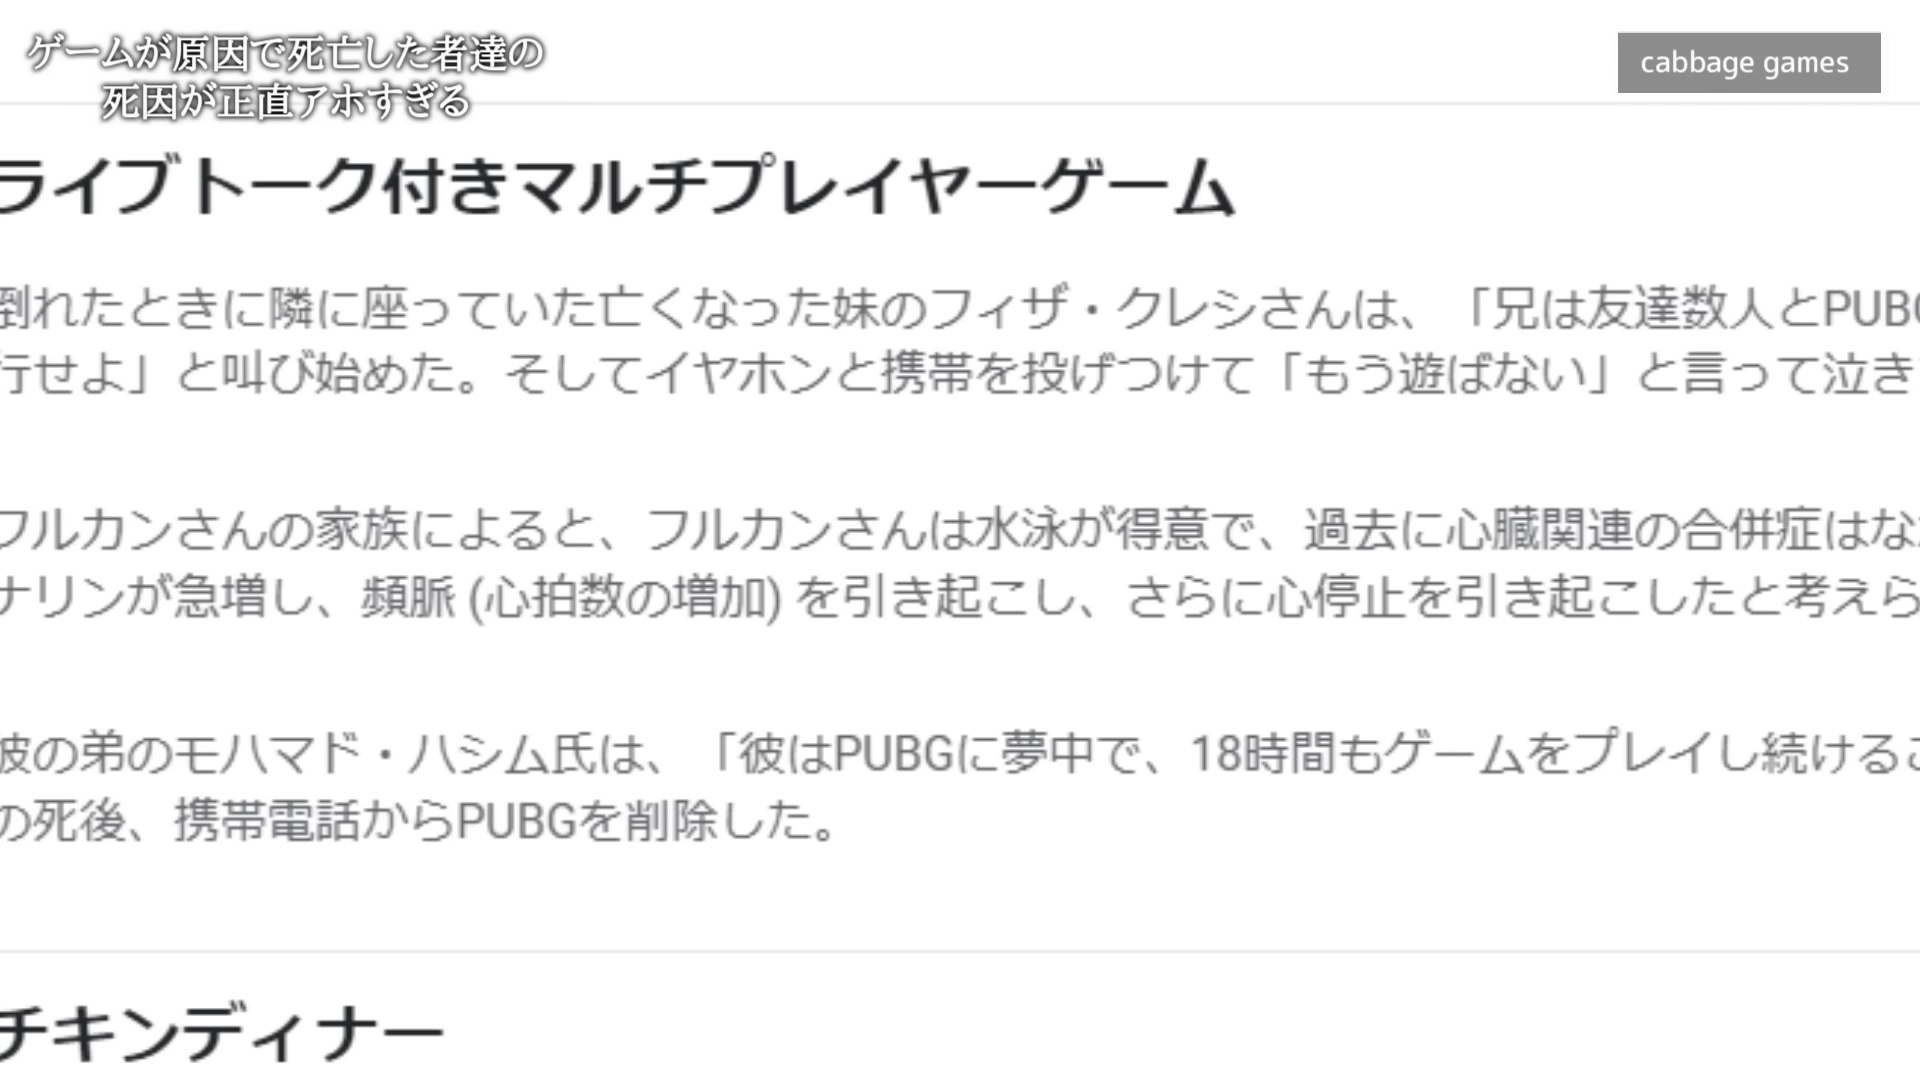 ゲームが原因で死亡した者達の
死因が正直アホすぎる
cabbage games
ライブトーク付きマルチプレイヤーゲーム
倒れたときに隣に座っていた亡くなった妹のフィザ・クレシさんは、「兄は友達数人とPUBG
行せよ」と叫び始めた。そしてイヤホンと携帯を投げつけて「もう遊ばない」と言って泣き
フルカンさんの家族によると、フルカンさんは水泳が得意で、過去に心臓関連の合併症はな
ナリンが急増し、頻脈 (心拍数の増加) を引き起こし、さらに心停止を引き起こしたと考えら
彼の弟のモハマド・ハシム氏は、「彼はPUBGに夢中で、18時間もゲームをプレイし続けるこ
の死後、携帯電話からPUBGを削除した。
チキンディナー